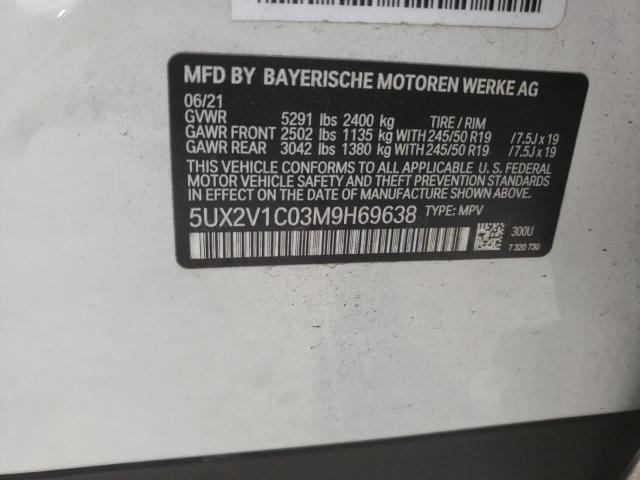 MFD BY BAYERISCHE MOTOREN WERKE AG
06/21
GVWR 5291 lbs 2400 kg TIRE / RIM
GAWR FRONT 2502 lbs 1135 kg WITH 245/50 R19 /7.5J x 19
GAWR REAR 3042 lbs 1380 kg WITH 245/50 R19 /7.5J x 19
THIS VEHICLE CONFORMS TO ALL APPLICABLE U. S. FEDERAL
MOTOR VEHICLE SAFETY, BUMPER, AND THEFT PREVENTION
STANDARDS IN EFFECT ON THE DATE OF MANUFACTURE SHOWN ABOVE.
5UX2V1C03M9H69638 TYPE: MPV
300U
7 320 730